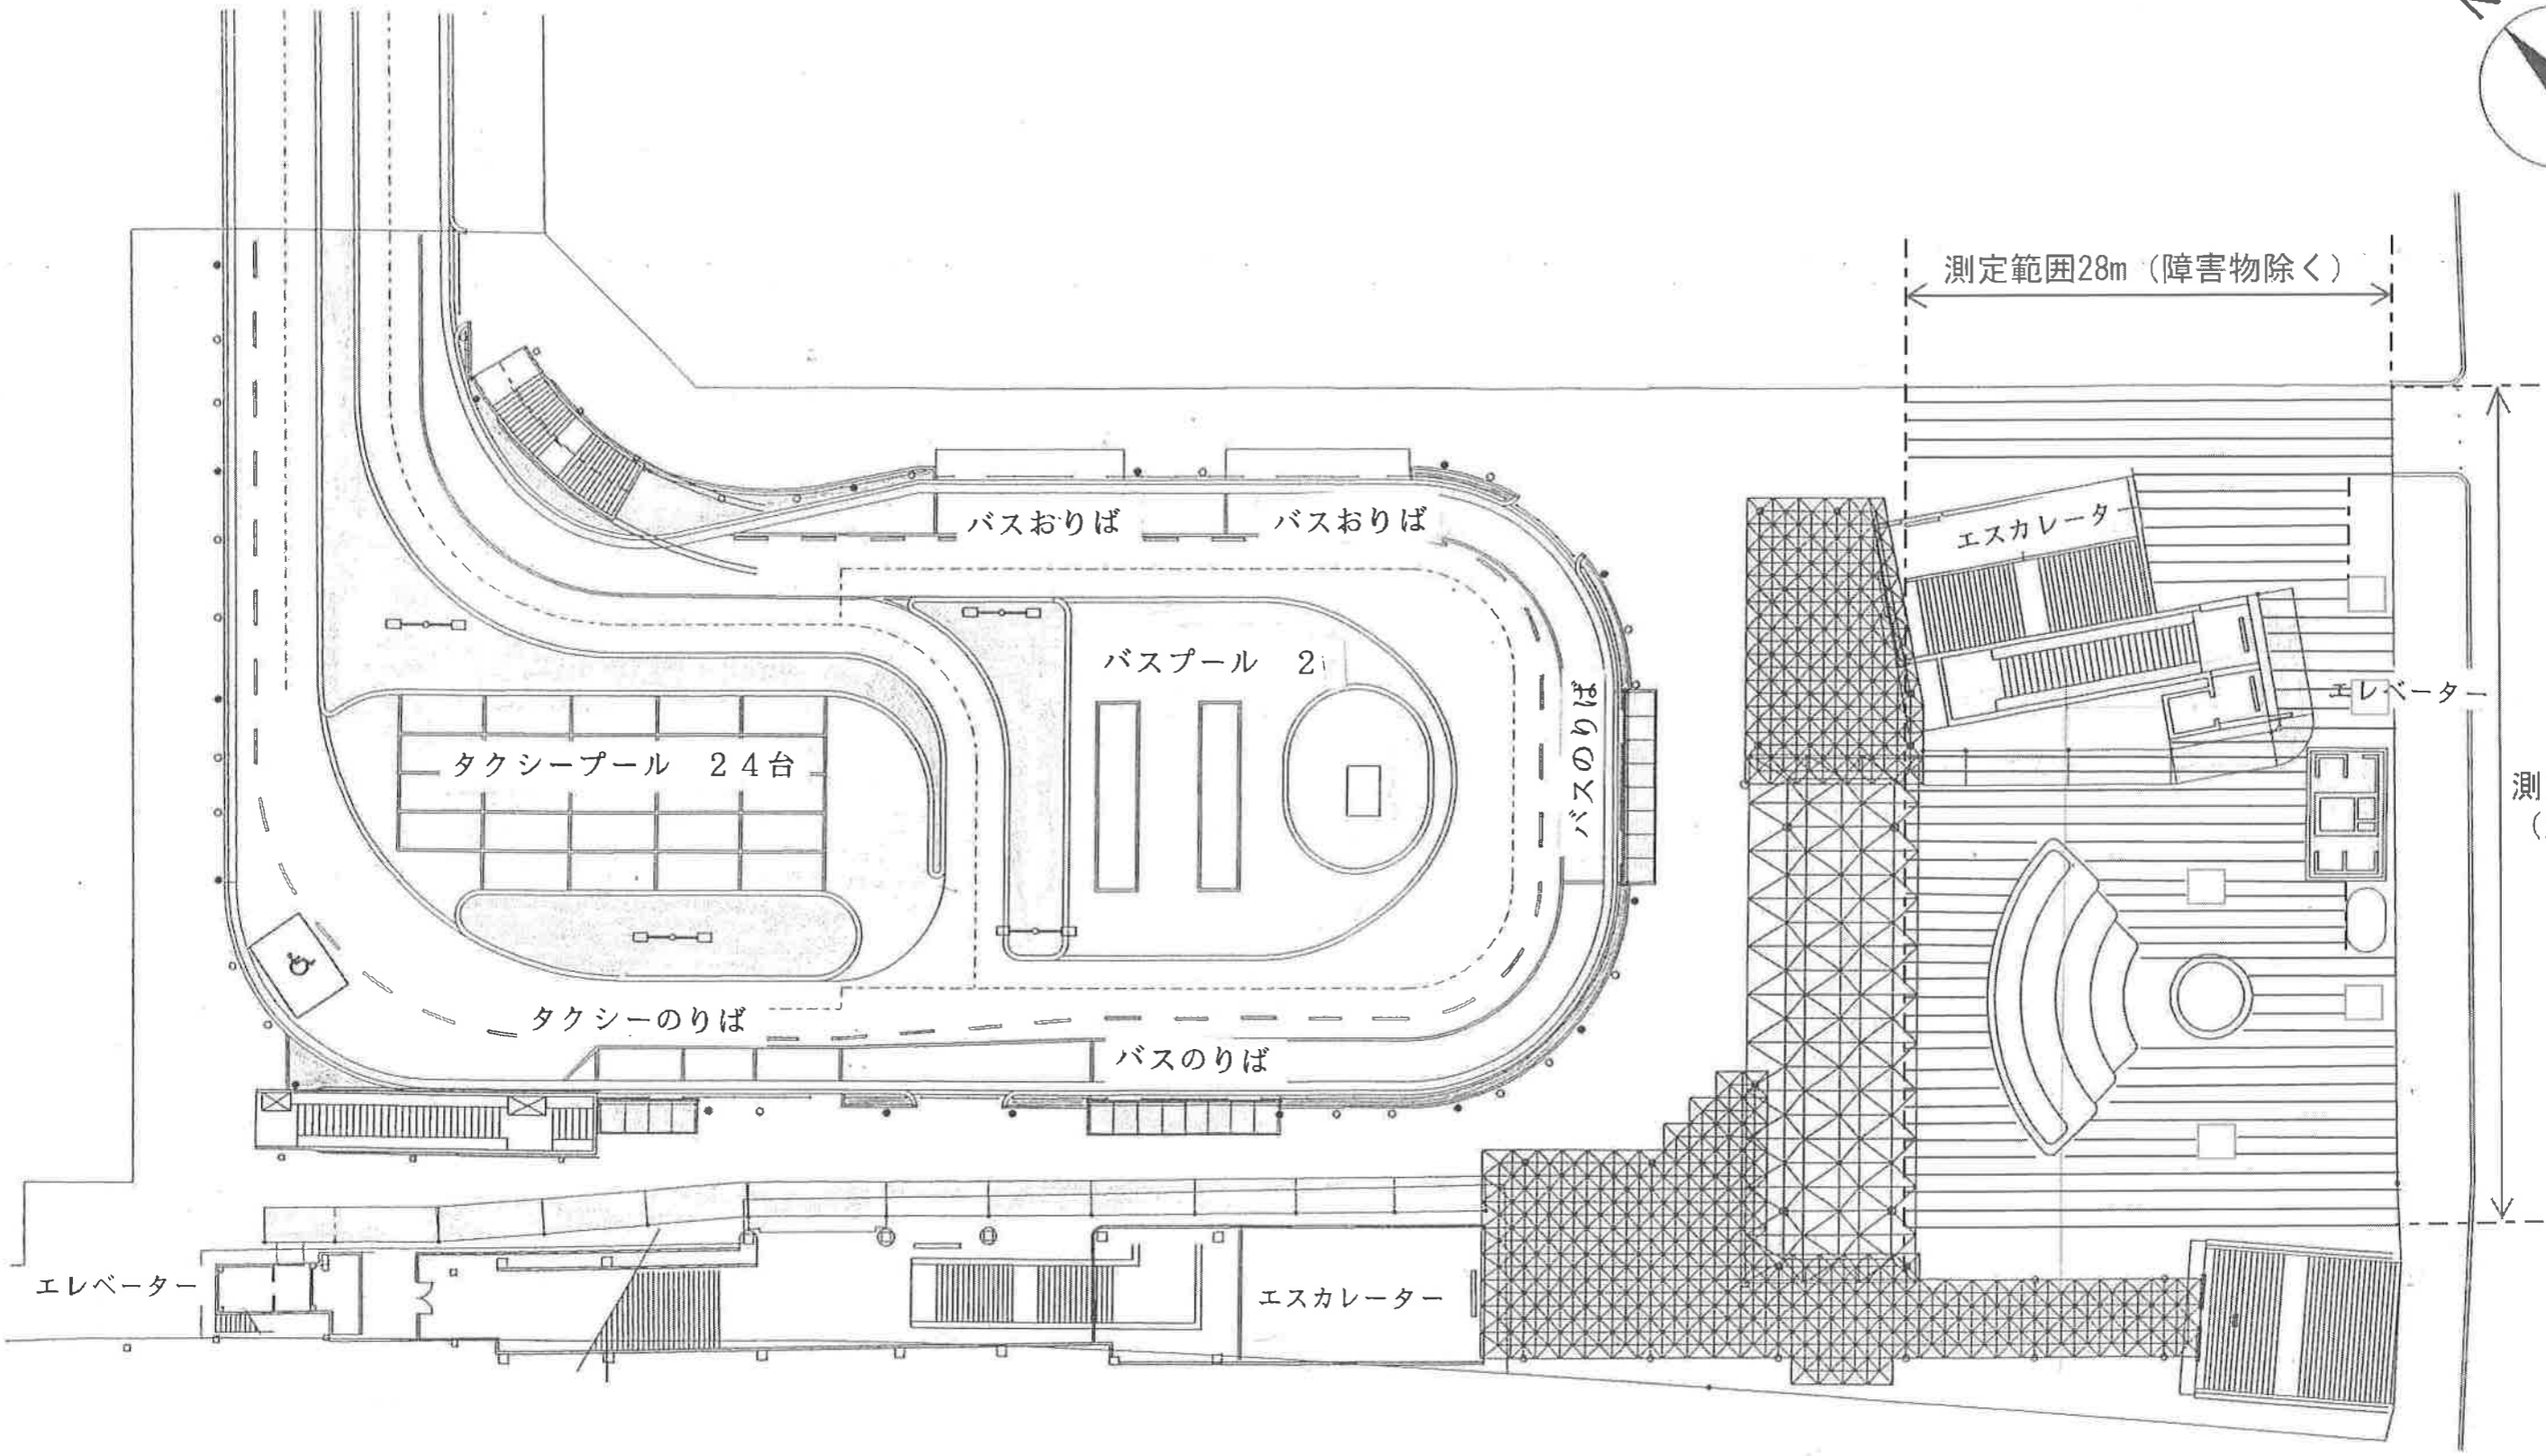 測定範囲28m（障害物除く）
バスおりば
バスおりば
エスカレータ
バスプール　2
バスのりば
エレベーター
タクシープール　２４台
測
（
タクシーのりば
バスのりば
エレベーター
エスカレーター